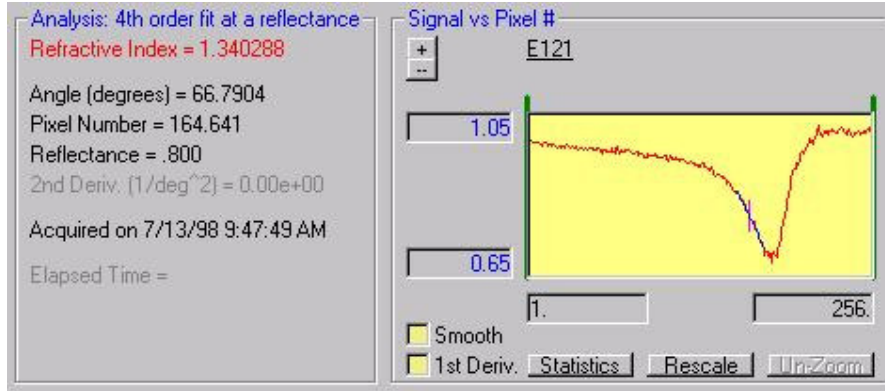 Analysis: 4th order fit at a reflectance
Refractive Index = 1.340288
Angle (degrees) = 66.7904
Pixel Number = 164.641
Reflectance = .800
2nd Deriv. (1/deg^2) = 0.00e+00
Acquired on 7/13/98 9:47:49 AM
Elapsed Time =
Signal vs Pixel #
+
--
E121
1.05
0.65
1.
256.
Smooth
1st Deriv.
Statistics
Rescale
Un-Zoom